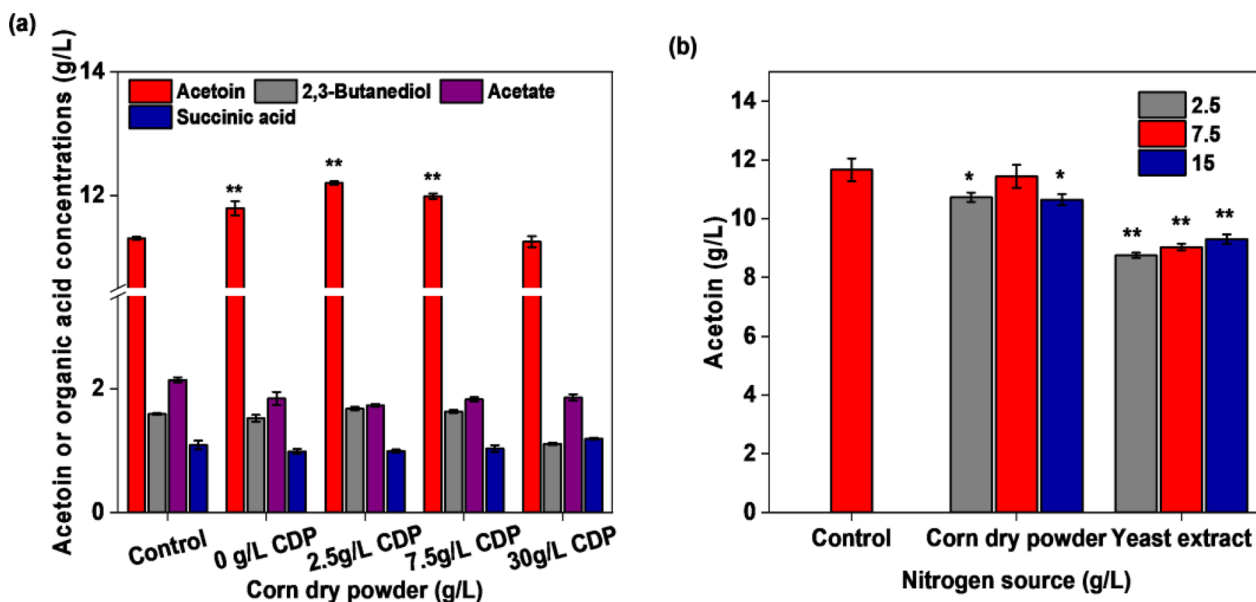 (a)
Acetoin or organic acid concentrations (g/L)
14
12
2
0
Acetoin 2,3-Butanediol Acetate
Succinic acid
**
**
**
Control 0 g/L CDP 2.5g/L CDP 7.5g/L CDP 30g/L CDP
Corn dry powder (g/L)
(b)
Acetoin (g/L)
14
12
10
8
6
4
2
0
2.5
7.5
15
* *
** ** **
Control Corn dry powder Yeast extract
Nitrogen source (g/L)